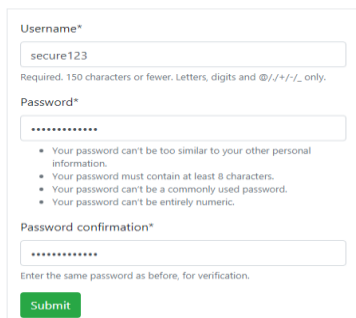 Username*
secure123
Required. 150 characters or fewer. Letters, digits and @/./+/-/_ only.
Password*
•••••••••••••
• Your password can't be too similar to your other personal
information.
• Your password must contain at least 8 characters.
• Your password can't be a commonly used password.
• Your password can't be entirely numeric.
Password confirmation*
•••••••••••••
Enter the same password as before, for verification.
Submit